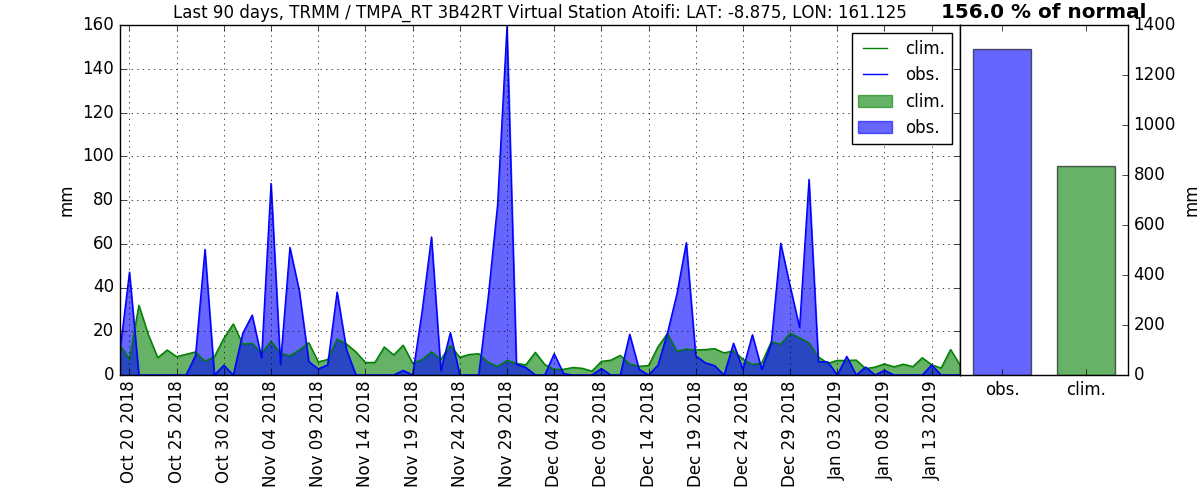 Last 90 days, TRMM / TMPA_RT 3B42RT Virtual Station Atoifi: LAT: -8.875, LON: 161.125
156.0 % of normal
160
140
120
100
80
60
40
20
0
mm
clim.
obs.
clim.
obs.
Oct 20 2018
Oct 25 2018
Oct 30 2018
Nov 04 2018
Nov 09 2018
Nov 14 2018
Nov 19 2018
Nov 24 2018
Nov 29 2018
Dec 04 2018
Dec 09 2018
Dec 14 2018
Dec 19 2018
Dec 24 2018
Dec 29 2018
Jan 03 2019
Jan 08 2019
Jan 13 2019
1400
1200
1000
800
600
400
200
0
mm
obs.
clim.